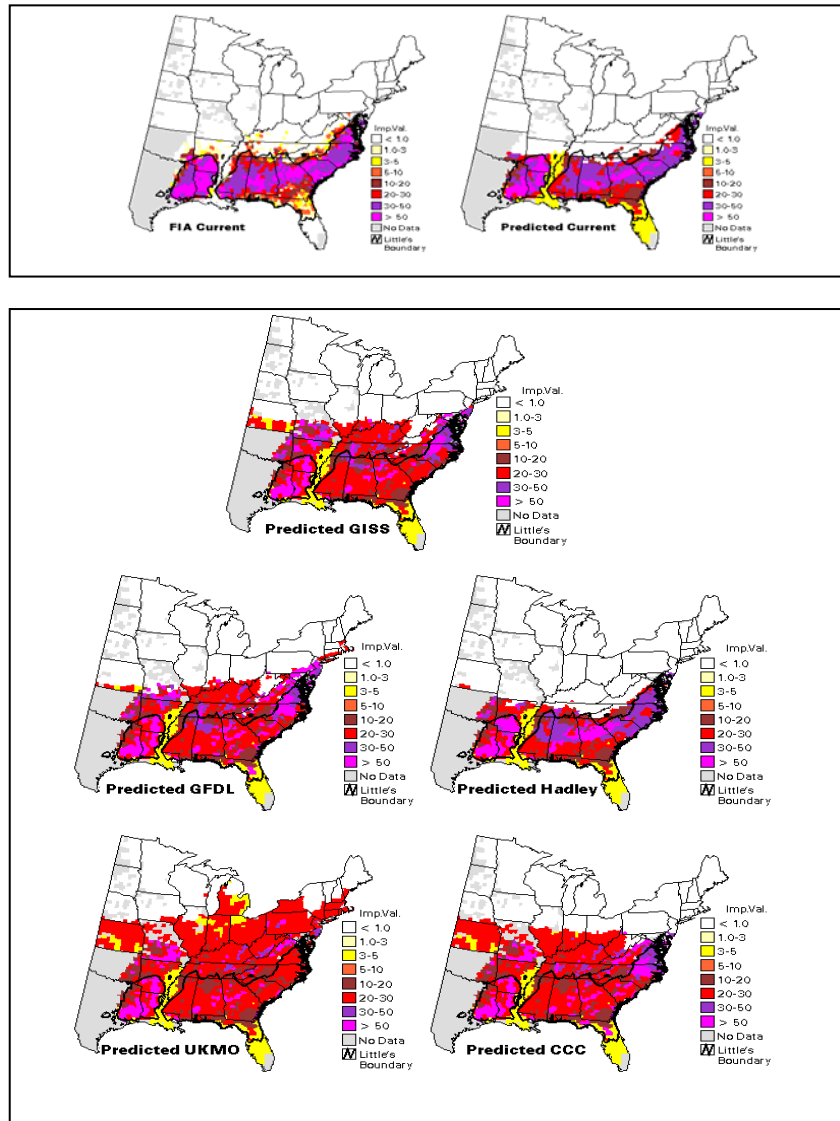 Imp.Val.
< 1.0
1.0-3
3-5
5-10
10-20
20-30
30-50
> 50
No Data
Little's
Boundary
FIA Current
Imp.Val.
< 1.0
1.0-3
3-5
5-10
10-20
20-30
30-50
> 50
No Data
Little's
Boundary
Predicted Current
Imp.Val.
< 1.0
1.0-3
3-5
5-10
10-20
20-30
30-50
> 50
No Data
Little's
Boundary
Predicted GISS
Imp.Val.
< 1.0
1.0-3
3-5
5-10
10-20
20-30
30-50
> 50
No Data
Little's
Boundary
Predicted GFDL
Imp.Val.
< 1.0
1.0-3
3-5
5-10
10-20
20-30
30-50
> 50
No Data
Little's
Boundary
Predicted Hadley
Imp.Val.
< 1.0
1.0-3
3-5
5-10
10-20
20-30
30-50
> 50
No Data
Little's
Boundary
Predicted UKMO
Imp.Val.
< 1.0
1.0-3
3-5
5-10
10-20
20-30
30-50
> 50
No Data
Little's
Boundary
Predicted CCC